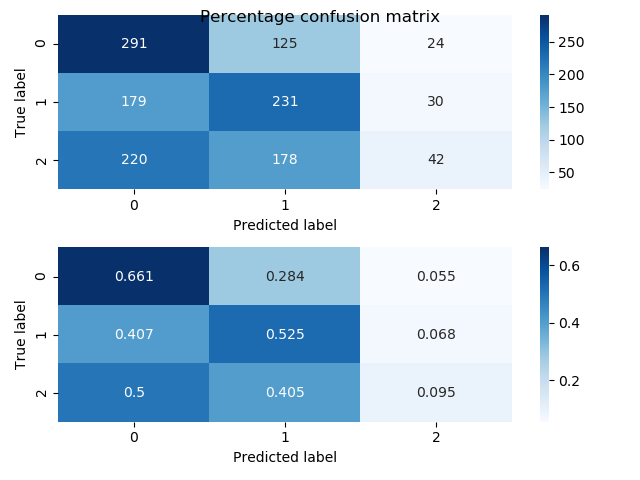 Percentage confusion matrix
0 291 125 24
1 179 231 30
2 220 178 42
0 1 2
Predicted label
True label
250
200
150
100
50
0 0.661 0.284 0.055
1 0.407 0.525 0.068
2 0.5 0.405 0.095
0 1 2
Predicted label
True label
0.6
0.4
0.2